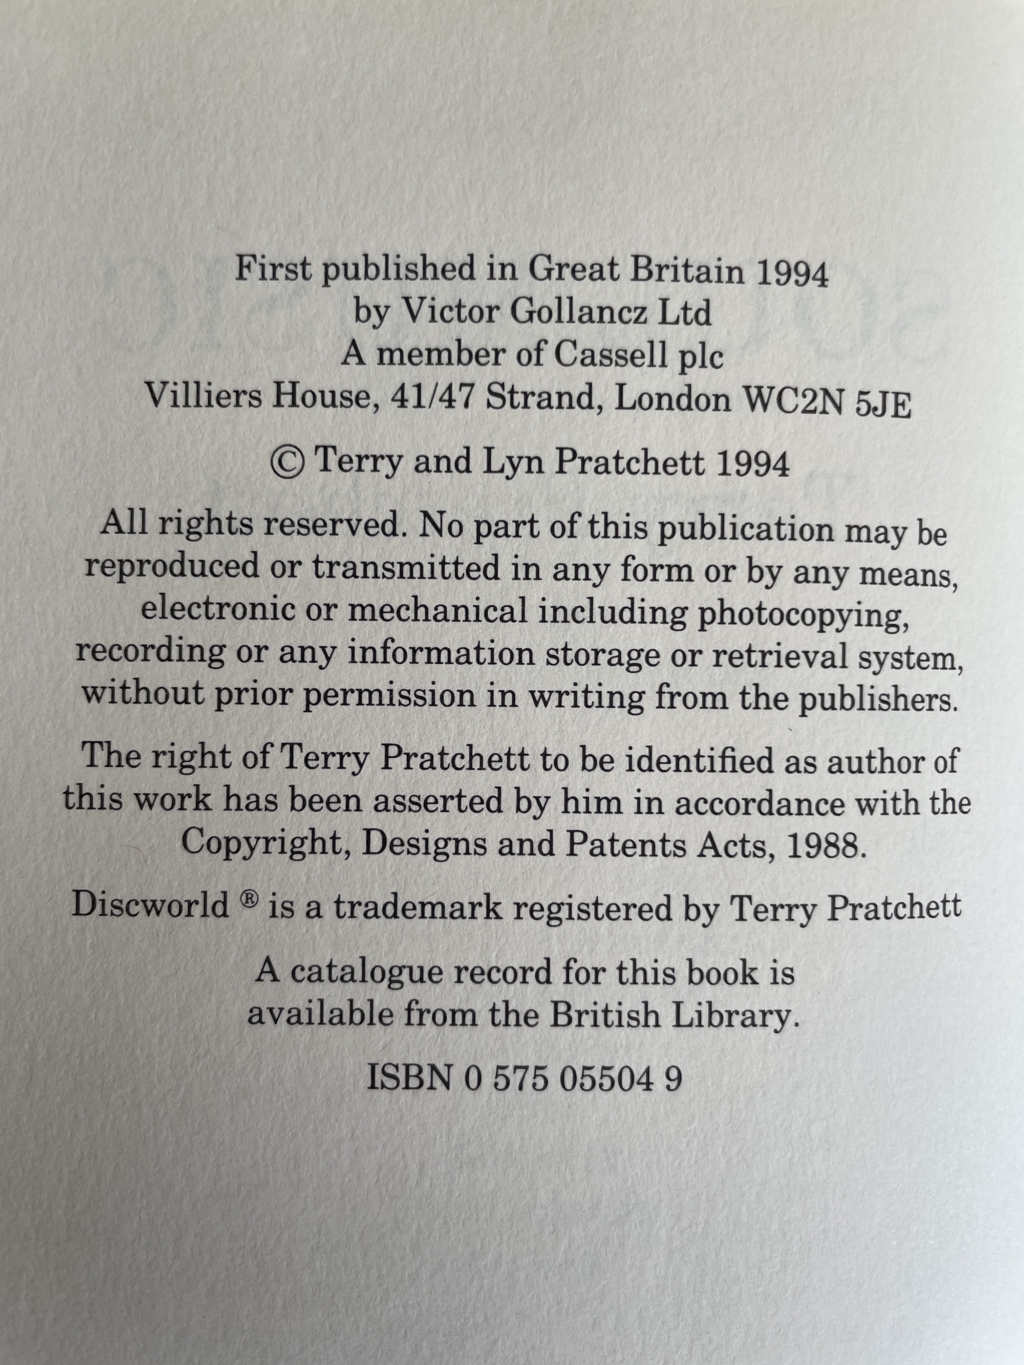 First published in Great Britain 1994
by Victor Gollancz Ltd
A member of Cassell plc
Villiers House, 41/47 Strand, London WC2N 5JE
© Terry and Lyn Pratchett 1994
All rights reserved. No part of this publication may be
reproduced or transmitted in any form or by any means,
electronic or mechanical including photocopying,
recording or any information storage or retrieval system,
without prior permission in writing from the publishers.
The right of Terry Pratchett to be identified as author of
this work has been asserted by him in accordance with the
Copyright, Designs and Patents Acts, 1988.
Discworld ® is a trademark registered by Terry Pratchett
A catalogue record for this book is
available from the British Library.
ISBN 0 575 05504 9